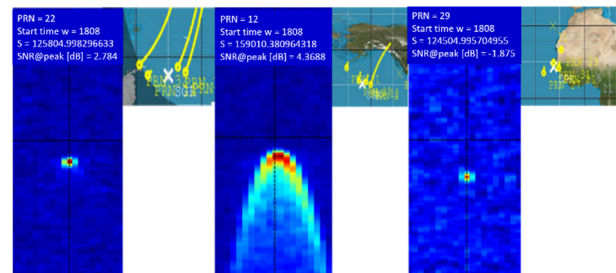 PRN = 22
Start time w = 1808
S = 125804.998296633
SNR@peak [dB] = 2.784
PRN = 12
Start time w = 1808
S = 159010.380964318
SNR@peak [dB] = 4.3688
PRN = 29
Start time w = 1808
S = 124504.995704955
SNR@peak [dB] = -1.875